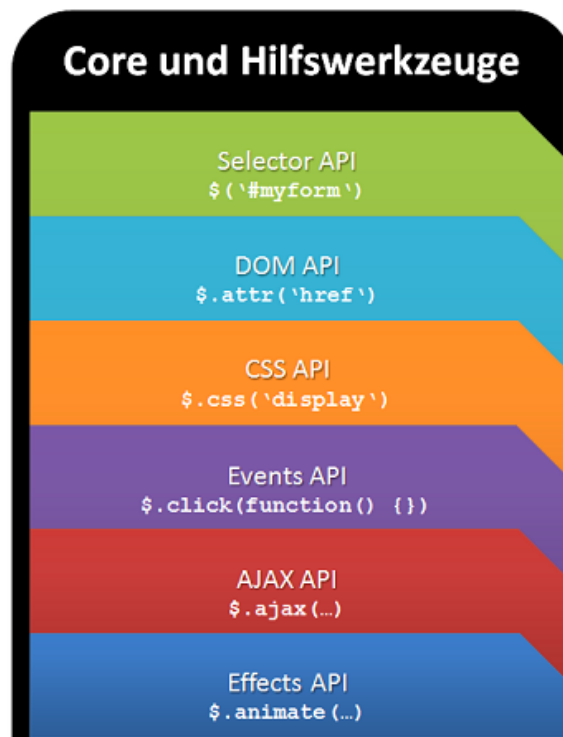 Core und Hilfswerkzeuge
Selector API
$(‘#myform‘)
DOM API
$.attr(‘href‘)
CSS API
$.css(‘display‘)
Events API
$.click(function() {})
AJAX API
$.ajax(…)
Effects API
$.animate(…)